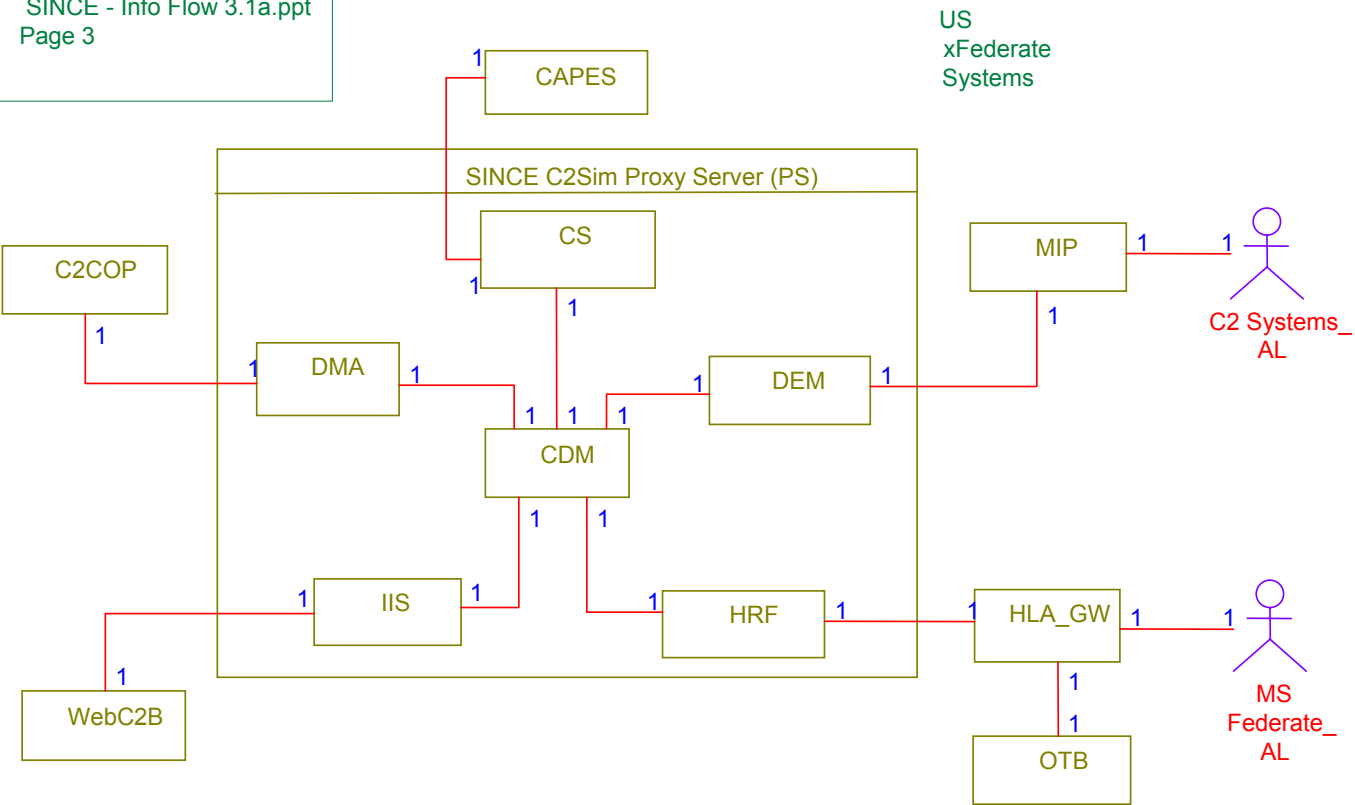 SINCE - Info Flow 3.1a.ppt
Page 3
US
xFederate
Systems
1
CAPES
SINCE C2Sim Proxy Server (PS)
CS
1
1
C2COP
1
MIP
1
1
1
C2 Systems_
AL
1
DMA
1
1
DEM
1
1
1
1
CDM
1
1
1
IIS
1
1
HRF
1
1
HLA_GW
1
1
1
WebC2B
1
1
OTB
MS
Federate_
AL